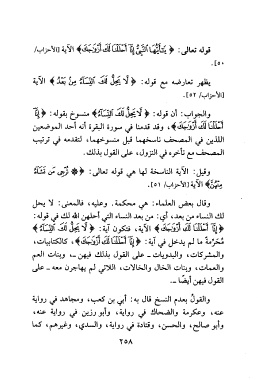 قوله تعالى: ﴿ يَٰٓأَيُّهَا ٱلنَّبِيُّ إِنَّآ أَحۡلَلۡنَا لَكَ أَزۡوَٰجَكَ ﴾ الآية [الأحزاب/
٥٠].
يظهر تعارضه مع قوله: ﴿ لَّا يَحِلُّ لَكَ ٱلنِّسَآءُ مِنۢ بَعۡدُ ﴾ الآية
[الأحزاب/ ٥٢].
والجواب: أن قوله: ﴿ لَّا يَحِلُّ لَكَ ٱلنِّسَآءُ ﴾ منسوخ بقوله: ﴿ إِنَّآ
أَحۡلَلۡنَا لَكَ أَزۡوَٰجَكَ ﴾، وقد قدمنا في سورة البقرة أنه أحد الموضعين
اللذين في المصحف ناسخهما قبل منسوخهما، لتقدمه في ترتيب
المصحف مع تأخره في النزول، على القول بذلك.
وقيل: الآية الناسخة لها هي قوله تعالى: ﴿ ۞ تُرۡجِي مَن تَشَآءُ
مِنۡهُنَّ ﴾ الآية [الأحزاب/ ٥١].
وقال بعض العلماء: هي محكمة. وعليه، فالمعنى: لا يحل
لك النساء من بعد، أي: من بعد النساء التي أحلهن الله لك في قوله:
﴿ إِنَّآ أَحۡلَلۡنَا لَكَ أَزۡوَٰجَكَ ﴾ الآية، فتكون آية: ﴿ لَّا يَحِلُّ لَكَ ٱلنِّسَآءُ ﴾
مُحَرِّمةً ما لم يدخل في آية: ﴿ إِنَّآ أَحۡلَلۡنَا لَكَ أَزۡوَٰجَكَ ﴾، كالكتابيات،
والمشركات، والبدويات ـ على القول بذلك فيهن ـ، وبنات العم
والعمات، وبنات الخال والخالات، اللاتي لم يهاجرن معه ـ على
القول فيهن أيضًا ـ.
والقول بعدم النسخ قال به: أبي بن كعب، ومجاهد في رواية
عنه، وعكرمة والضحاك في رواية، وأبو رزين في رواية عنه،
وأبو صالح، والحسن، وقتادة في رواية، والسدي، وغيرهم، كما
٢٥٨